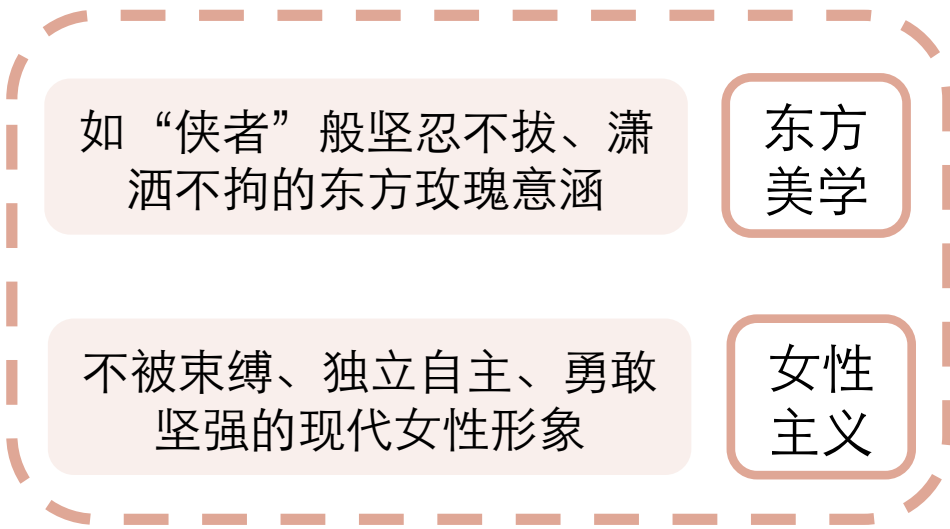 如“侠者”般坚忍不拔、潇
洒不拘的东方玫瑰意涵
东方
美学
不被束缚、独立自主、勇敢
坚强的现代女性形象
女性
主义